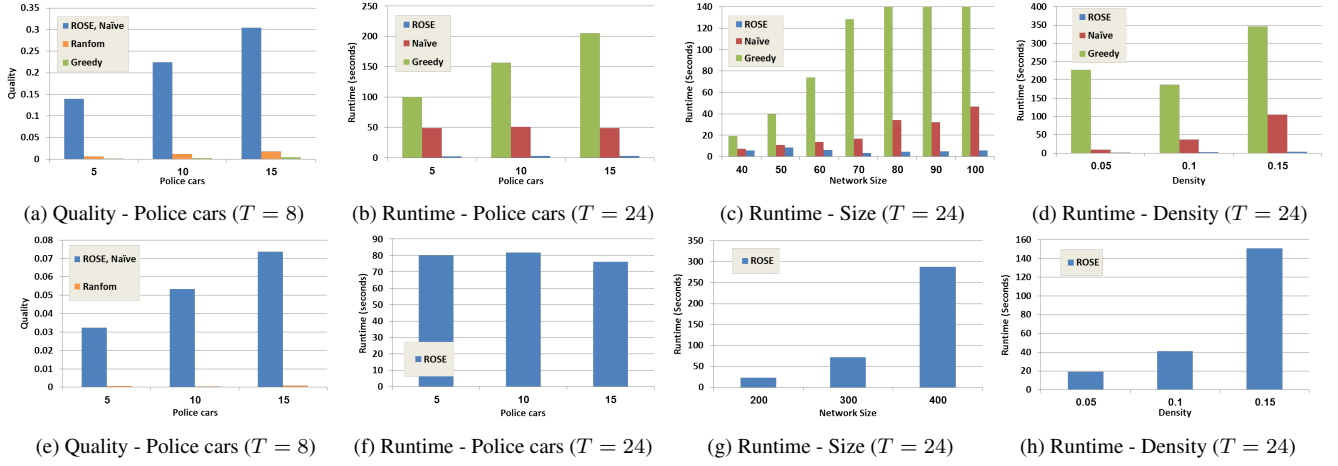 Quality
0.35
0.3
0.25
0.2
0.15
0.1
0.05
0
ROSE, Naïve
Ranfom
Greedy
5 10 15
Police cars
(a) Quality - Police cars (T = 8)
Runtime (Seconds)
250
200
150
100
50
0
ROSE
Naïve
Greedy
5 10 15
Police cars
(b) Runtime - Police cars (T = 24)
Runtime (Seconds)
140
120
100
80
60
40
20
0
ROSE
Naïve
Greedy
40 50 60 70 80 90 100
Network Size
(c) Runtime - Size (T = 24)
Runtime (Seconds)
400
350
300
250
200
150
100
50
0
ROSE
Naïve
Greedy
0.05 0.1 0.15
Density
(d) Runtime - Density (T = 24)
Quality
0.08
0.07
0.06
0.05
0.04
0.03
0.02
0.01
0
ROSE, Naïve
Ranfom
5 10 15
Police cars
(e) Quality - Police cars (T = 8)
Runtime (Seconds)
90
80
70
60
50
40
30
20
10
0
ROSE
5 10 15
Police cars
(f) Runtime - Police cars (T = 24)
Runtime (Seconds)
350
300
250
200
150
100
50
0
ROSE
200 300 400
Network Size
(g) Runtime - Size (T = 24)
Runtime (Seconds)
160
140
120
100
80
60
40
20
0
ROSE
0.05 0.1 0.15
Density
(h) Runtime - Density (T = 24)